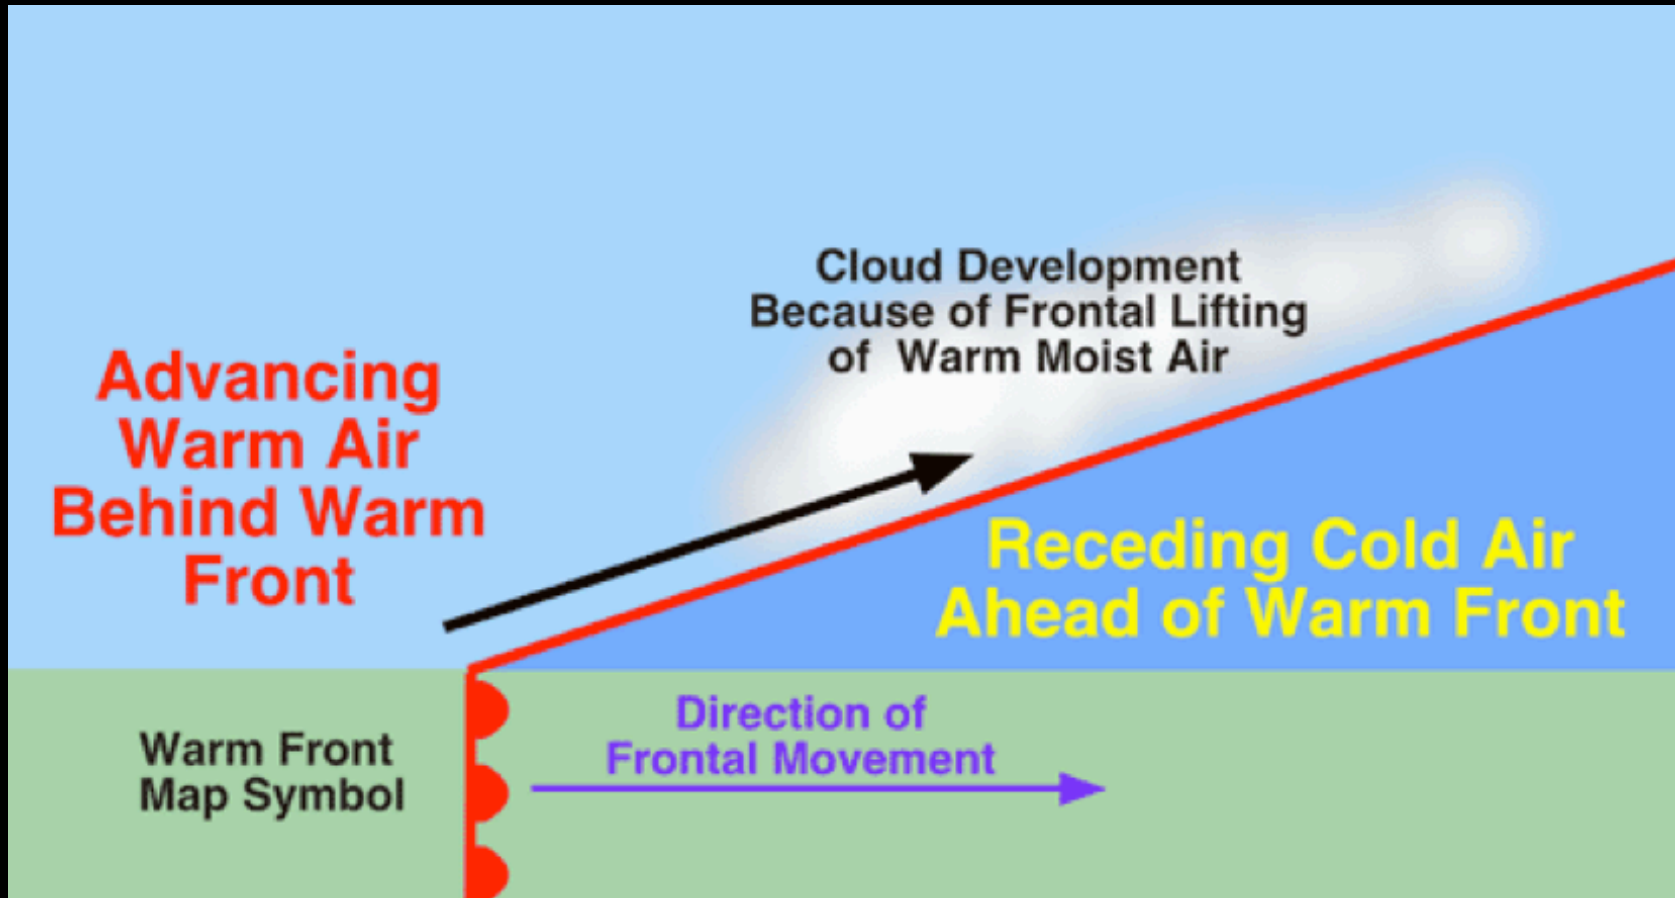 Cloud Development
Because of Frontal Lifting
of Warm Moist Air
Advancing
Warm Air
Behind Warm
Front
Receding Cold Air
Ahead of Warm Front
Warm Front
Map Symbol
Direction of
Frontal Movement